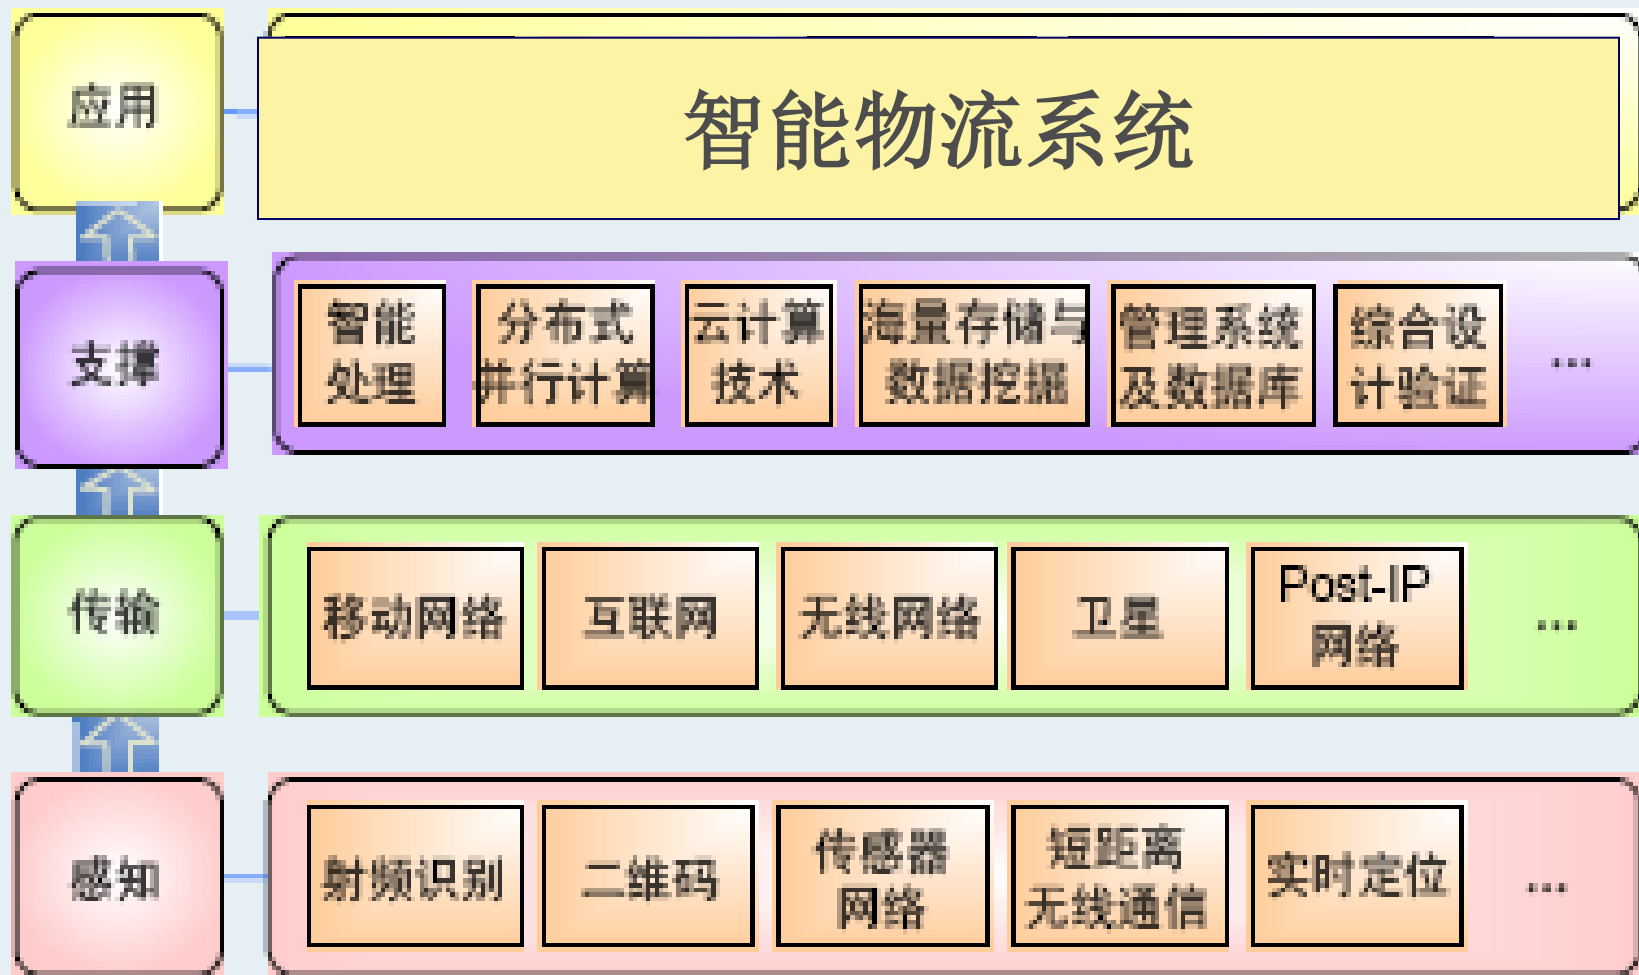 应用
智能物流系统
支撑
智能
处理
分布式
并行计算
云计算
技术
海量存储与
数据挖掘
管理系统
及数据库
综合设
计验证
...
传输
移动网络
互联网
无线网络
卫星
Post-IP
网络
...
感知
射频识别
二维码
传感器
网络
短距离
无线通信
实时定位
...